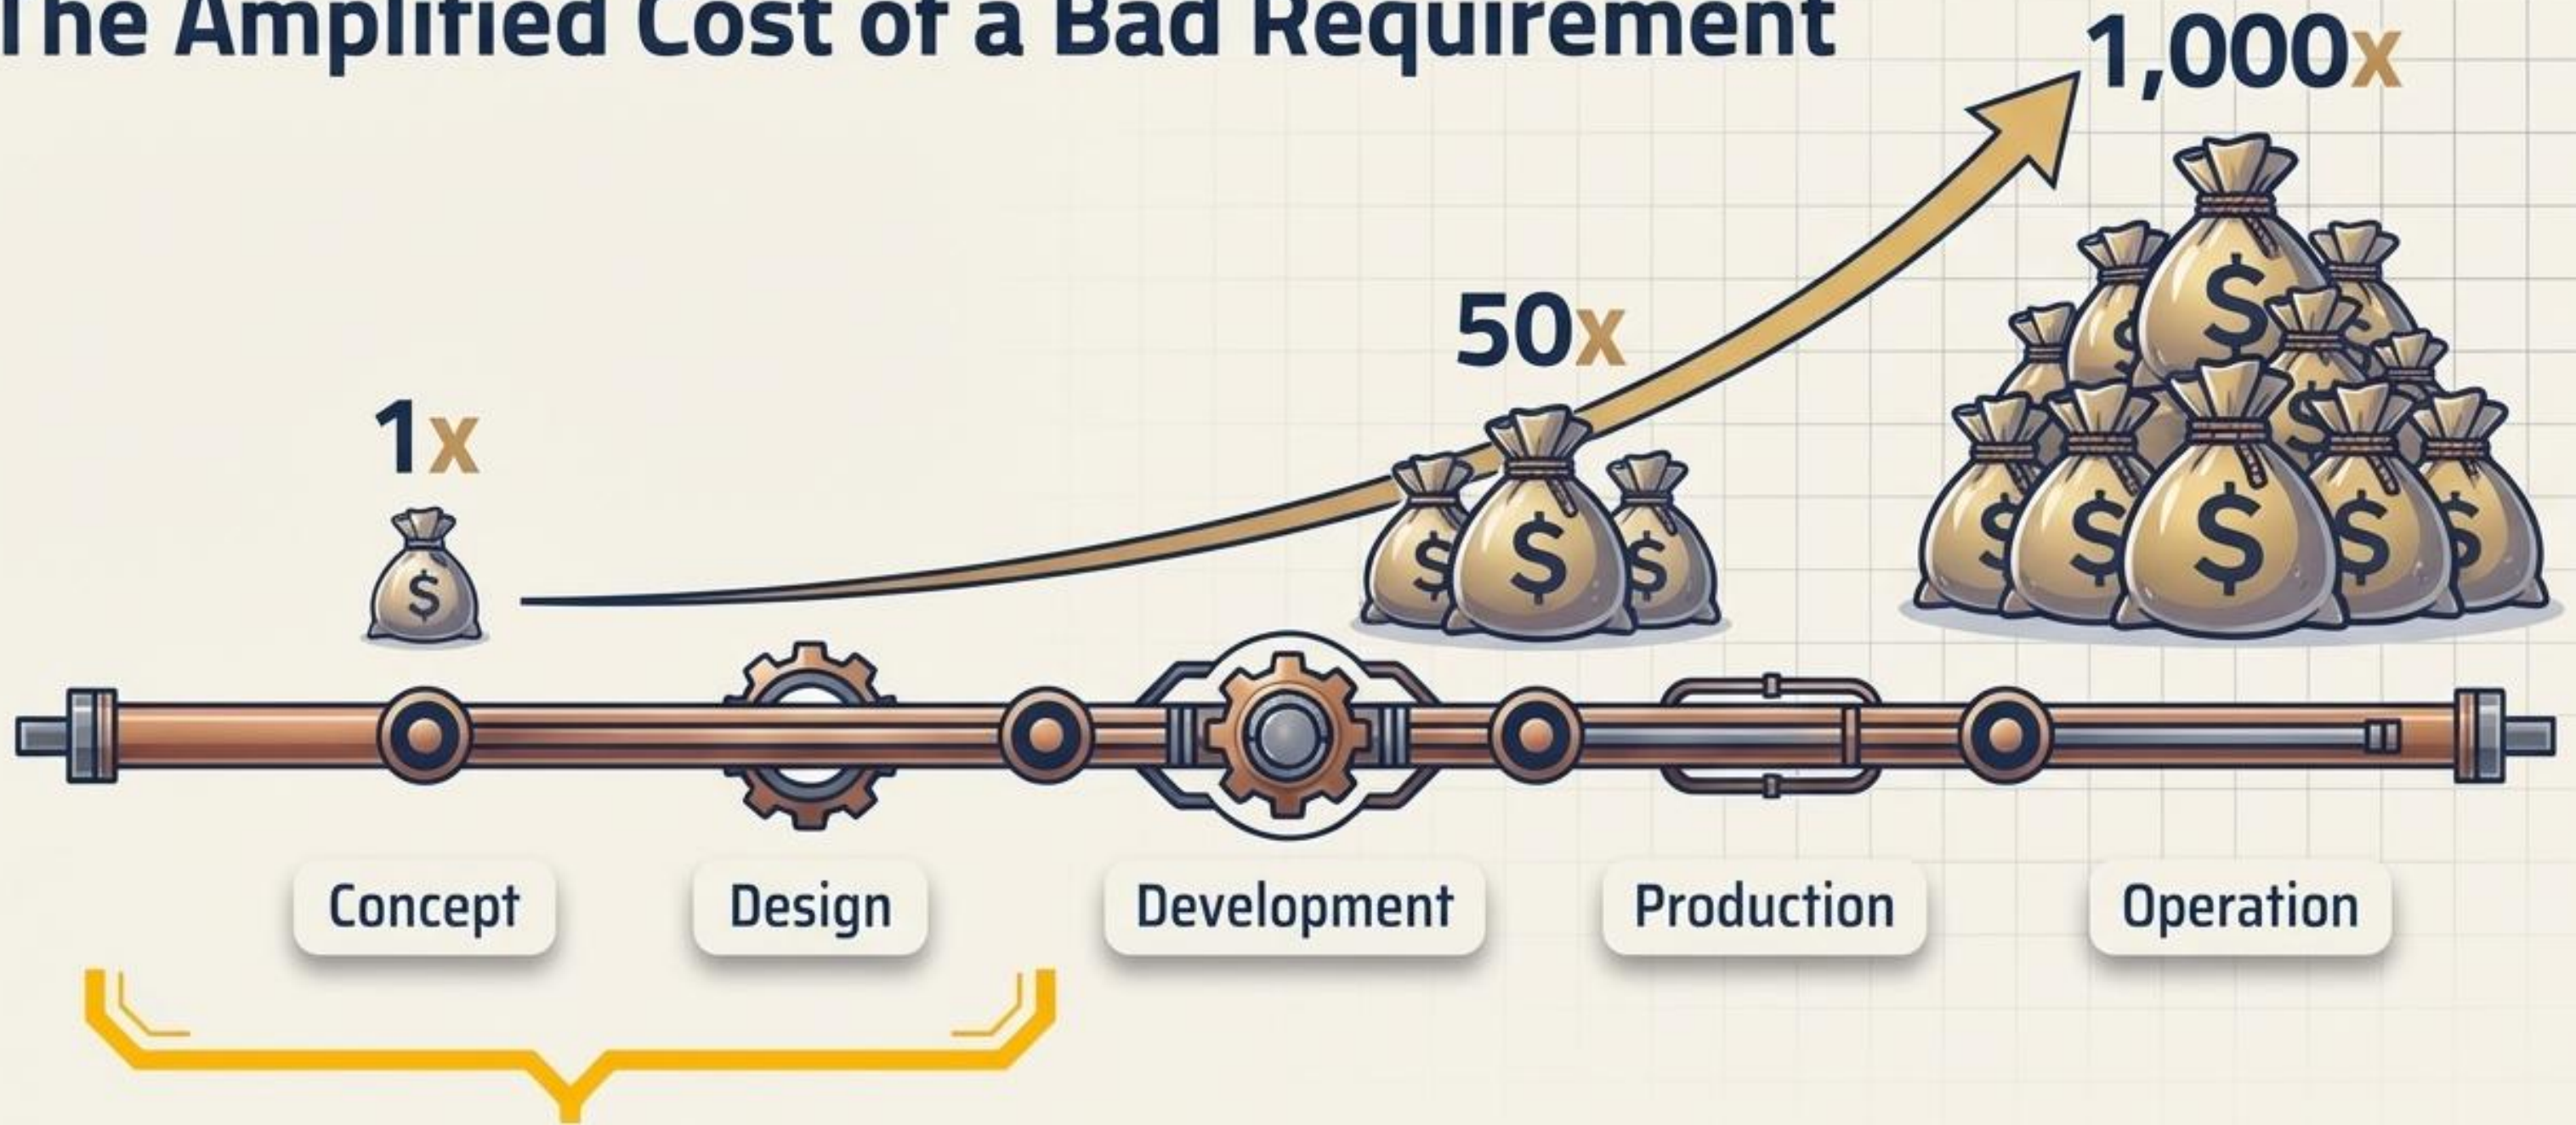 The Amplified Cost of a Bad Requirement
1,000x
50x
1x
$
$
$ $ $
$
$
$
$
$
$ $ $ $ $
Concept
Design
Development
Production
Operation